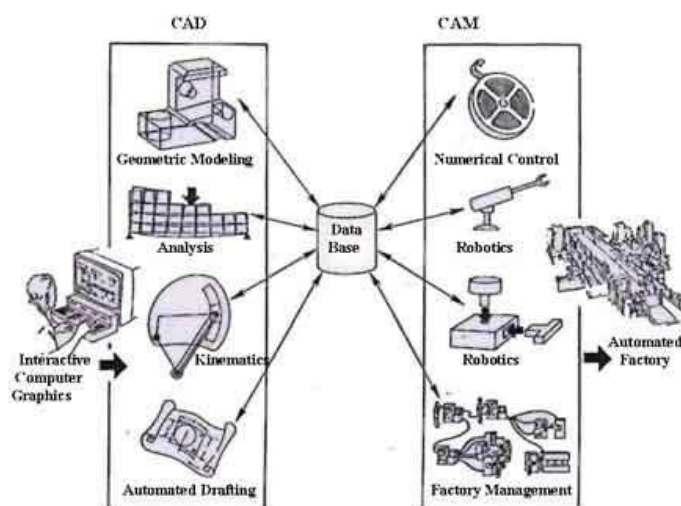 CAD
CAM
Geometric Modeling
Numerical Control
Analysis
Data
Base
Robotics
Interactive
Computer
Graphics
Kinematics
Robotics
Automated
Factory
Automated Drafting
Factory Management